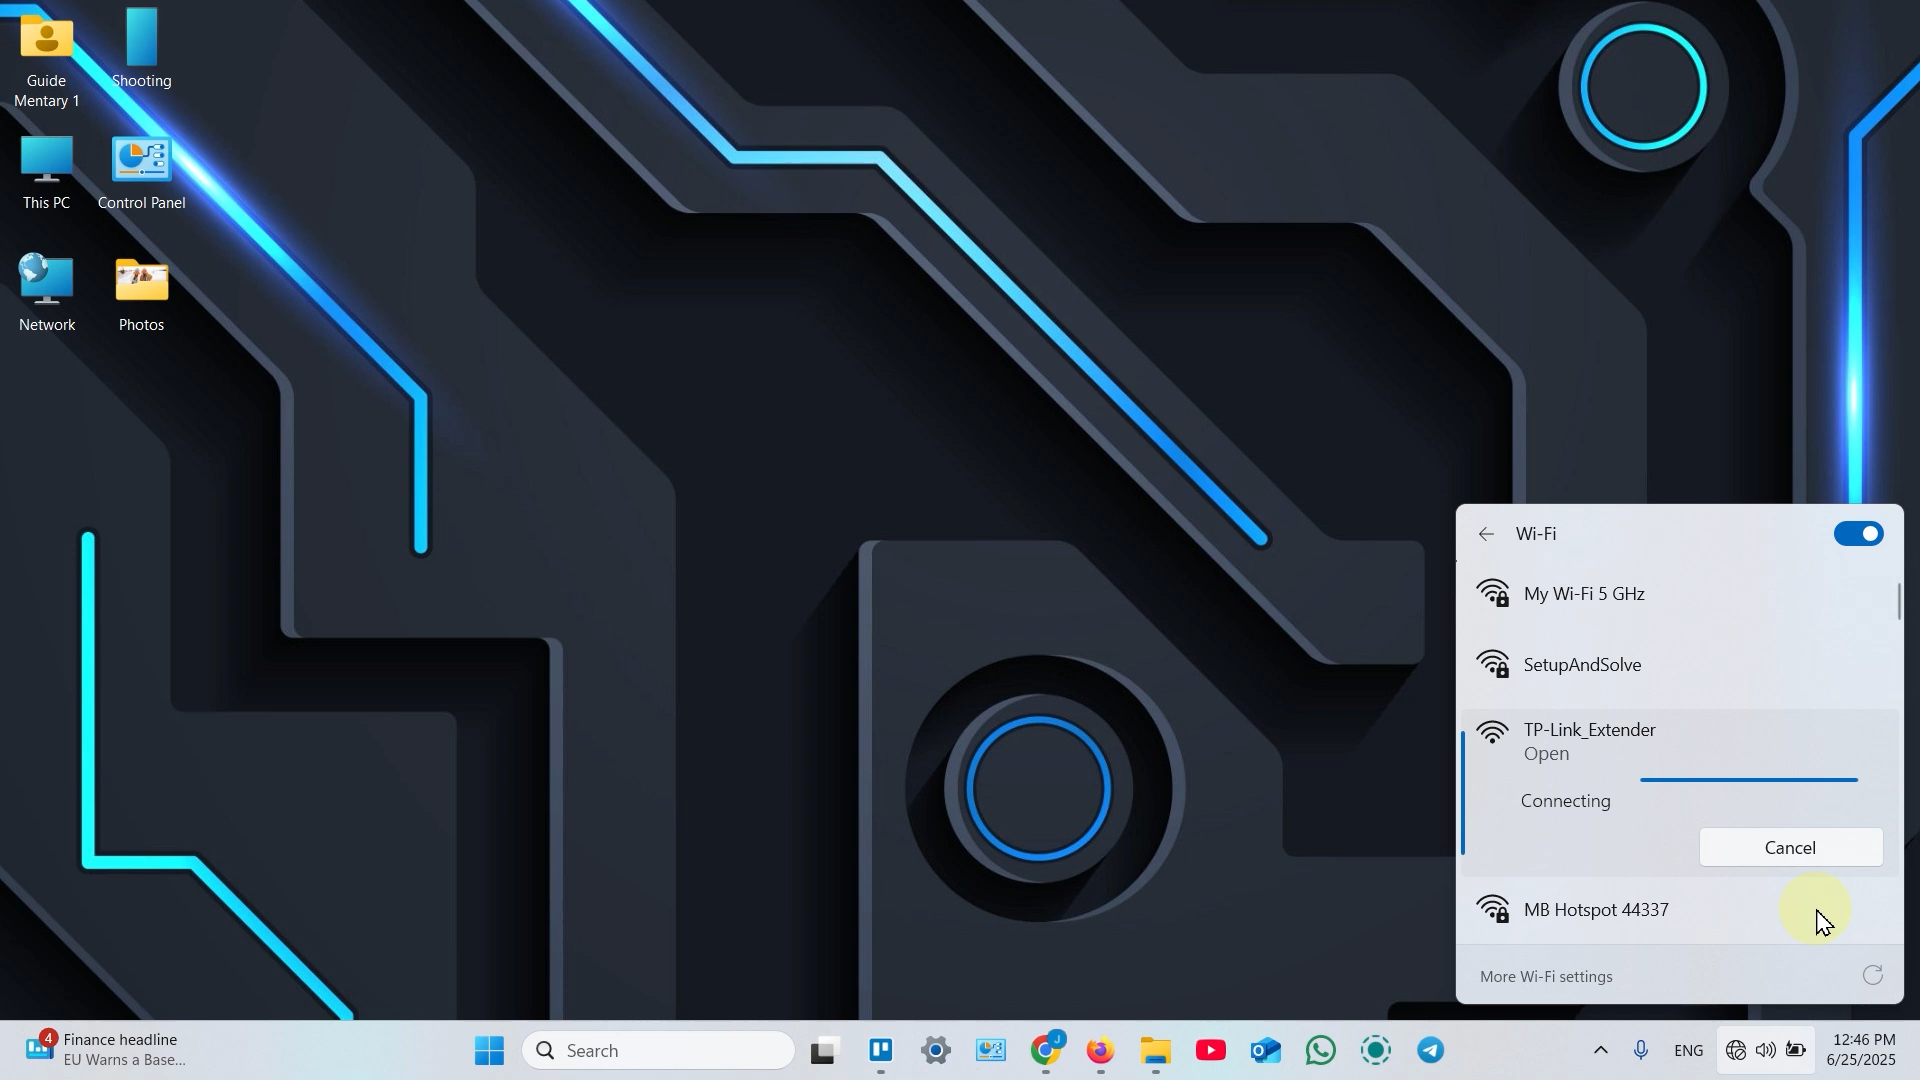 Guide
Mentary 1
Shooting
This PC
Control Panel
Network
Photos
Wi-Fi
My Wi-Fi 5 GHz
SetupAndSolve
TP-Link_Extender
Open
Connecting
Cancel
MB Hotspot 44337
More Wi-Fi settings
4
Finance headline
EU Warns a Base...
Search
J
ENG
12:46 PM
6/25/2025